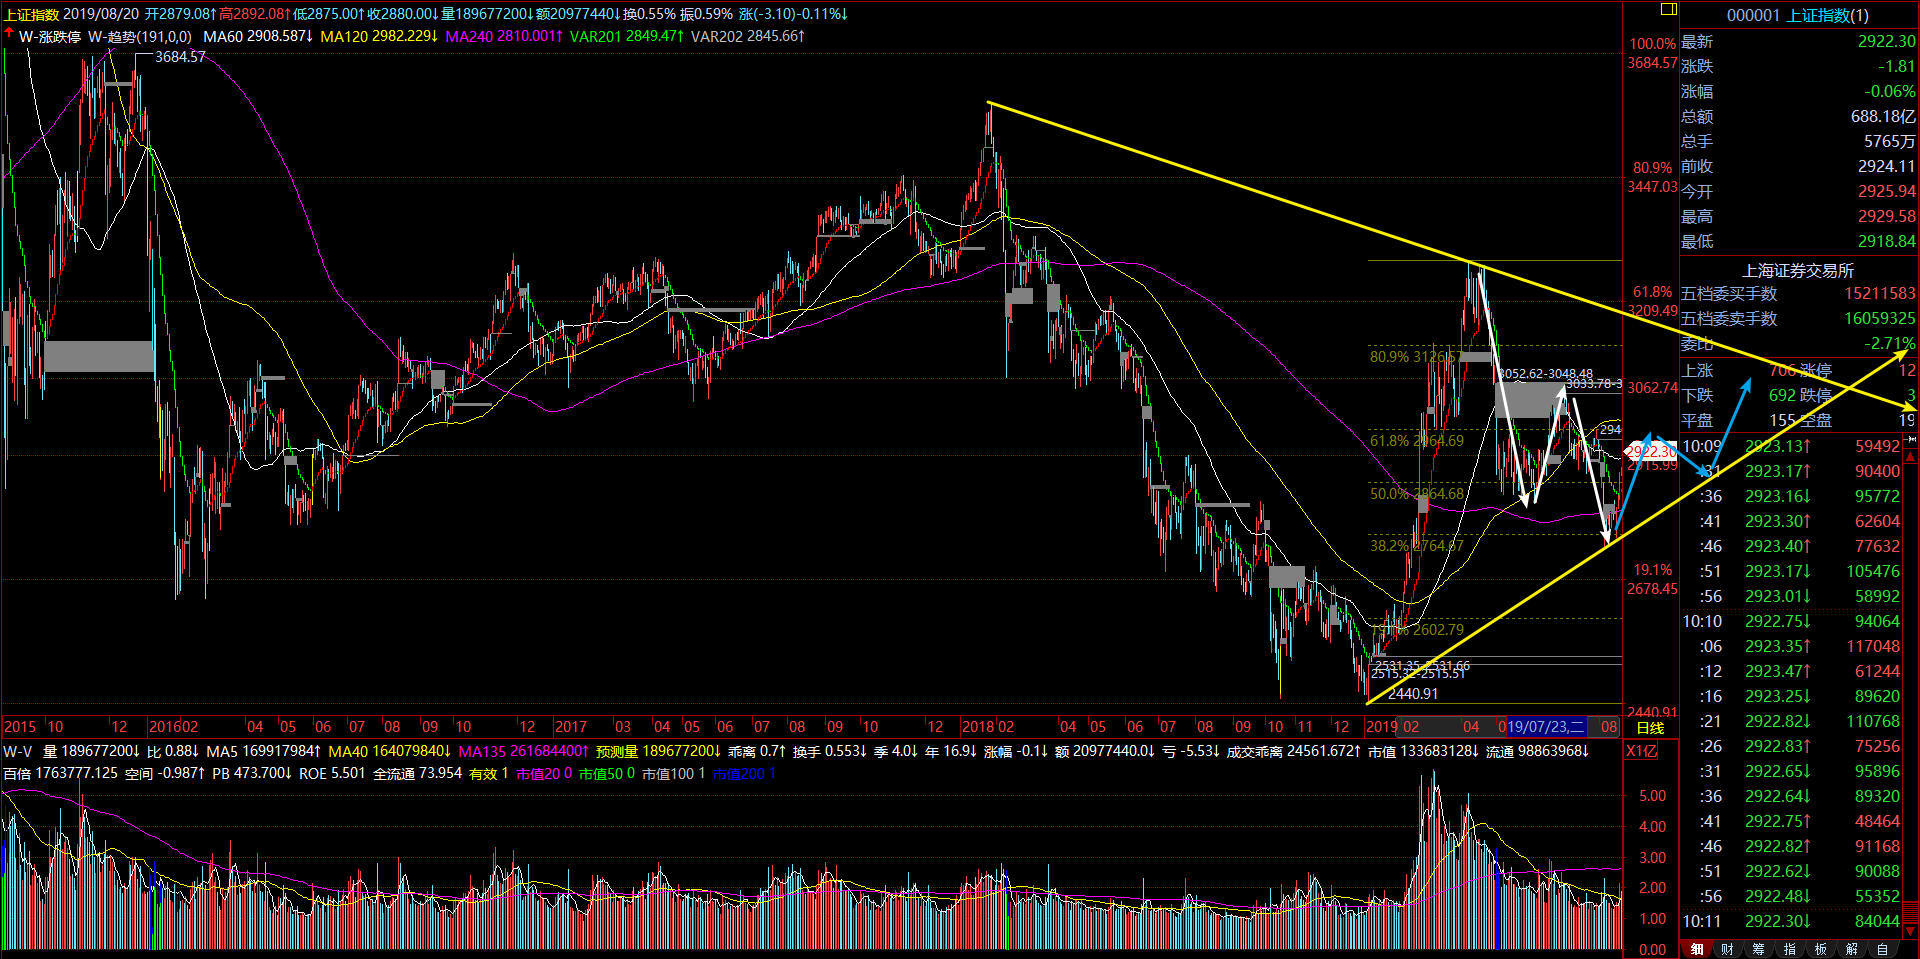 上证指数 2019/08/20 开2879.08↑高2892.08↑低2875.00↑收2880.00↓量189677200↓额20977440↓换0.55% 振0.59% 涨(-3.10)-0.11%↓
W-涨跌停 W-趋势(191,0,0) MA60 2908.587↓ MA120 2982.229↓ MA240 2810.001↑ VAR201 2849.47↑ VAR202 2845.66↑
3684.57
100.0%
3684.57
80.9%
3447.03
61.8%
3209.49
3062.74
2922.30
2915.99
19.1%
2678.45
2440.91
3052.62-3048.48
3033.78-3
294
80.9% 3126.51
61.8% 2964.69
50.0% 2864.68
38.2% 2764.67
19.1% 2602.79
2531.35-2531.66
2515.32-2515.51
2440.91
2015 10 12 2016 02 04 05 06 07 08 09 10 12 2017 03 04 05 06 07 08 09 10 12 2018 02 04 05 06 07 08 09 10 11 12 2019 02 04 0 19/07/23,二 08 日线
W-V 量 189677200↓ 比 0.88↓ MA5 169917984↑ MA40 164079840↓ MA135 261684400↑ 预测量 189677200↓ 乖离 0.7↑ 换手 0.553↓ 季 4.0↓ 年 16.9↓ 涨幅 -0.1↓ 额 20977440.0↓ 亏 -5.53↓ 成交乖离 24561.672↑ 市值 133683128↓ 流通 98863968↓
X1亿
百倍 1763777.125 空间 -0.987↑ PB 473.700↓ ROE 5.501 全流通 73.954 有效 1 市值20 0 市值50 0 市值100 1 市值200 1
5.00
4.00
3.00
2.00
1.00
0.00
000001 上证指数(1)
最新 2922.30
涨跌 -1.81
涨幅 -0.06%
总额 688.18亿
总手 5765万
前收 2924.11
今开 2925.94
最高 2929.58
最低 2918.84
上海证券交易所
五档委买手数 15211583
五档委卖手数 16059325
委比 -2.71%
上涨 706 涨停 12
下跌 692 跌停 3
平盘 155 空盘 19
10:09 2923.13↑ 59492
:31 2923.17↑ 90400
:36 2923.16↓ 95772
:41 2923.30↑ 62604
:46 2923.40↑ 77632
:51 2923.17↓ 105476
:56 2923.01↓ 58992
10:10 2922.75↓ 94064
:06 2923.35↑ 117048
:12 2923.47↑ 61244
:16 2923.25↓ 89620
:21 2922.82↓ 110768
:26 2922.83↑ 75256
:31 2922.65↓ 95896
:36 2922.64↓ 89320
:41 2922.75↑ 48464
:46 2922.82↑ 91168
:51 2922.62↓ 90088
:56 2922.48↓ 55352
10:11 2922.30↓ 84044
细 财 筹 指 板 解 自